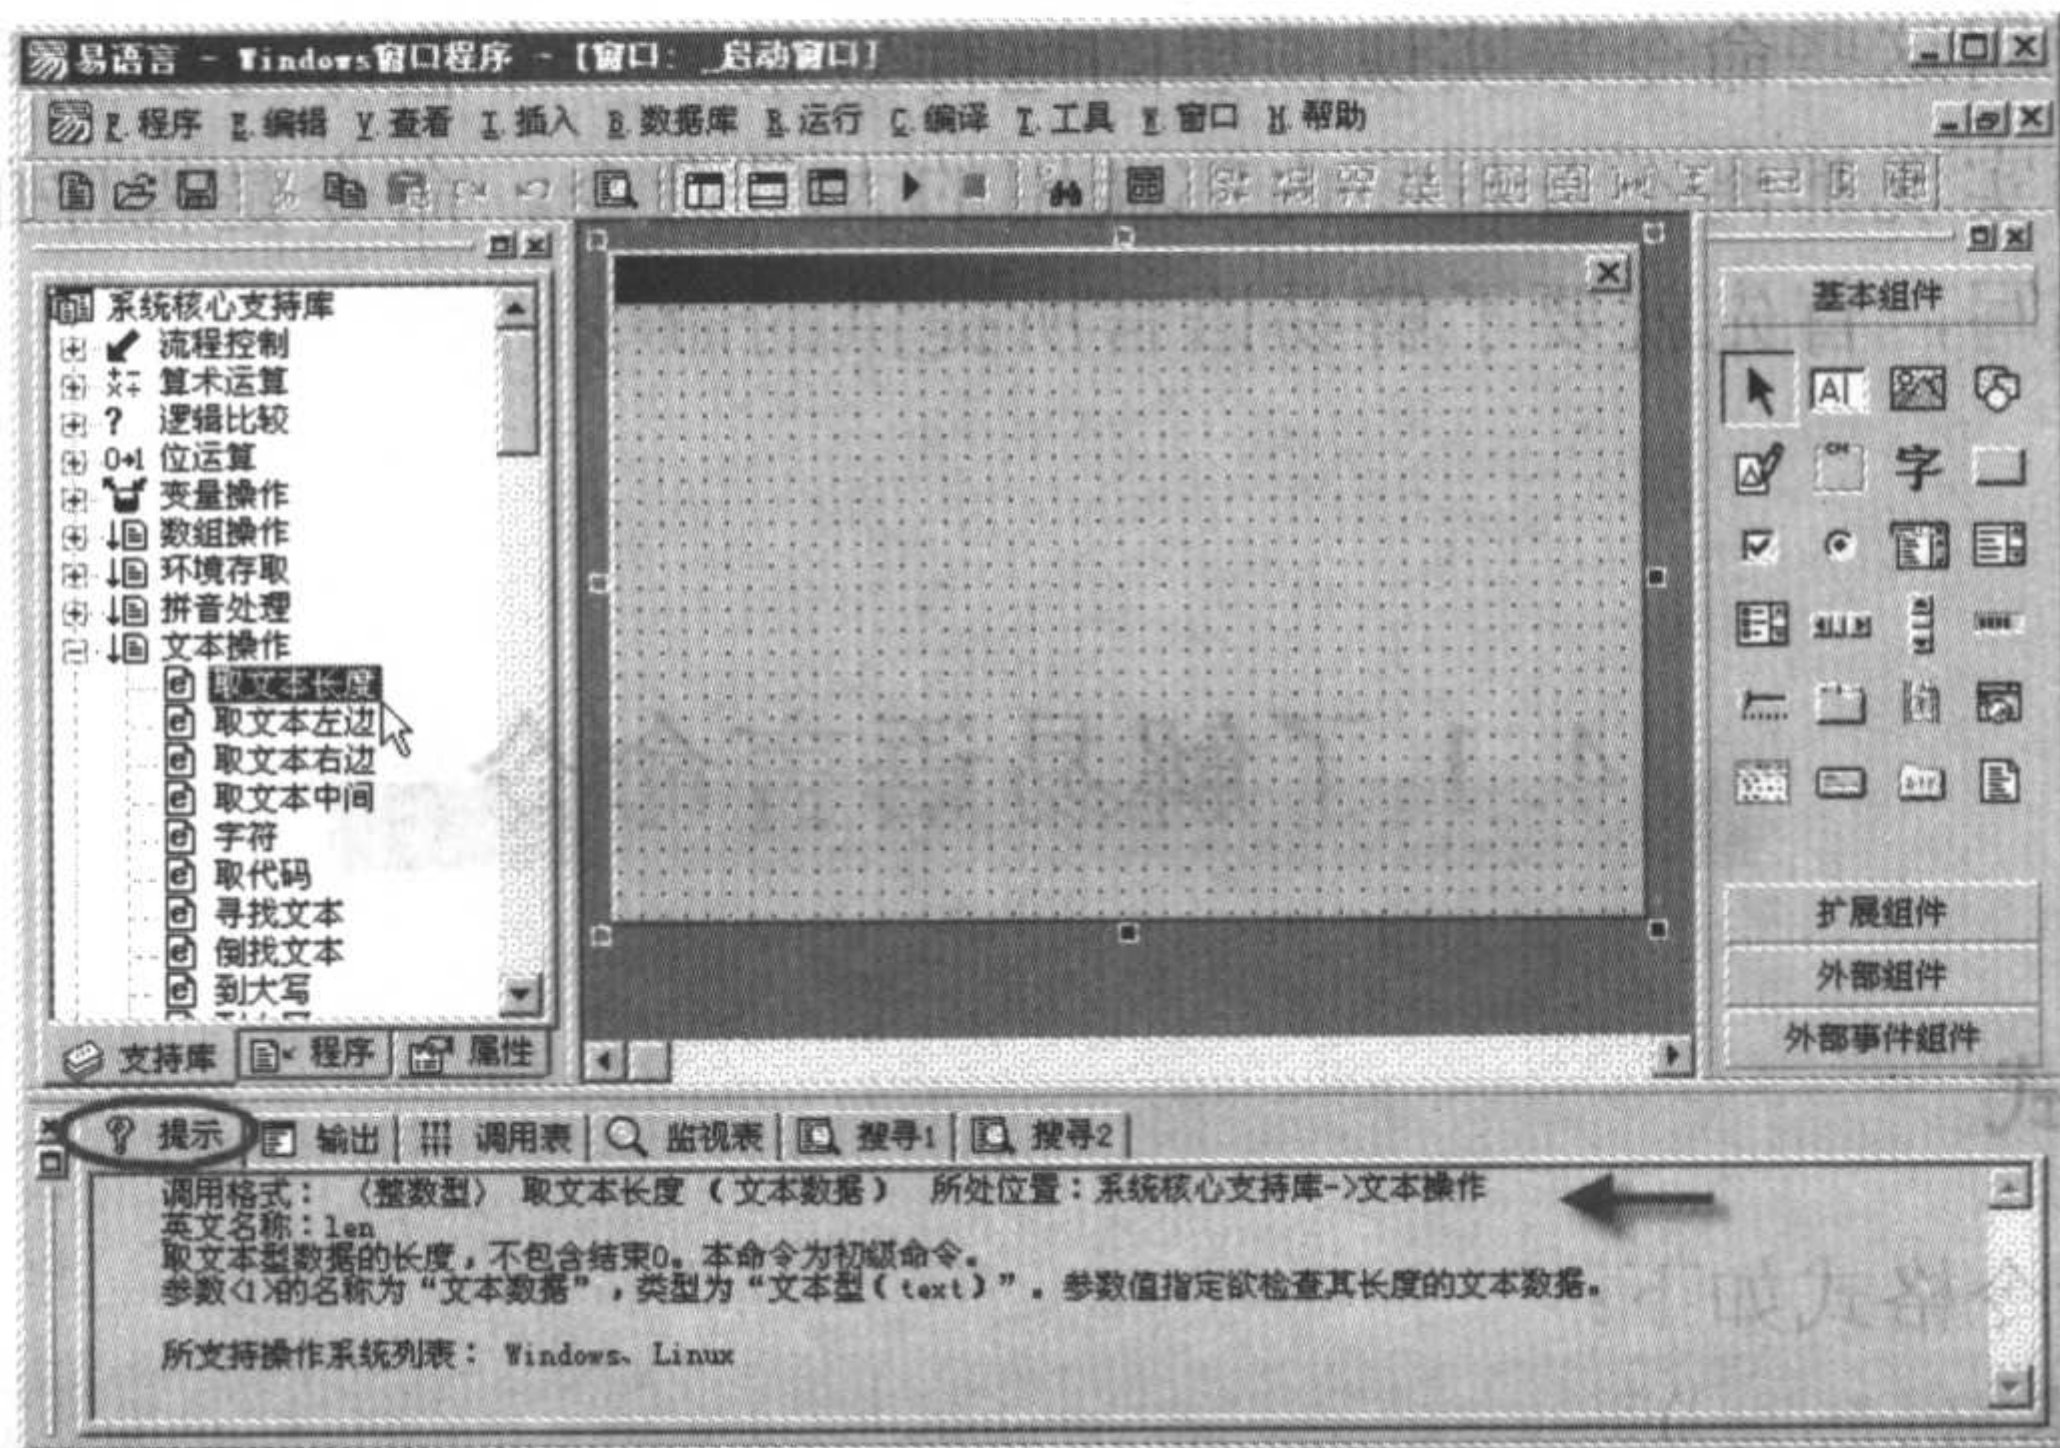 易语言 - Windows窗口程序 - [窗口: _启动窗口]
F.程序 E.编辑 V.查看 I.插入 B.数据库 R.运行 C.编译 T.工具 W.窗口 H.帮助
系统核心支持库
流程控制
算术运算
逻辑比较
位运算
变量操作
数组操作
环境存取
拼音处理
文本操作
取文本长度
取文本左边
取文本右边
取文本中间
字符
取代码
寻找文本
倒找文本
到大写
支持库 程序 属性
基本组件
扩展组件
外部组件
外部事件组件
提示 输出 调用表 监视表 搜寻1 搜寻2
调用格式: 〈整数型〉 取文本长度 (文本数据) 所处位置:系统核心支持库->文本操作
英文名称:len
取文本型数据的长度,不包含结束0。本命令为初级命令。
参数<1>的名称为“文本数据”,类型为“文本型(text)”。参数值指定欲检查其长度的文本数据。
所支持操作系统列表: Windows、Linux